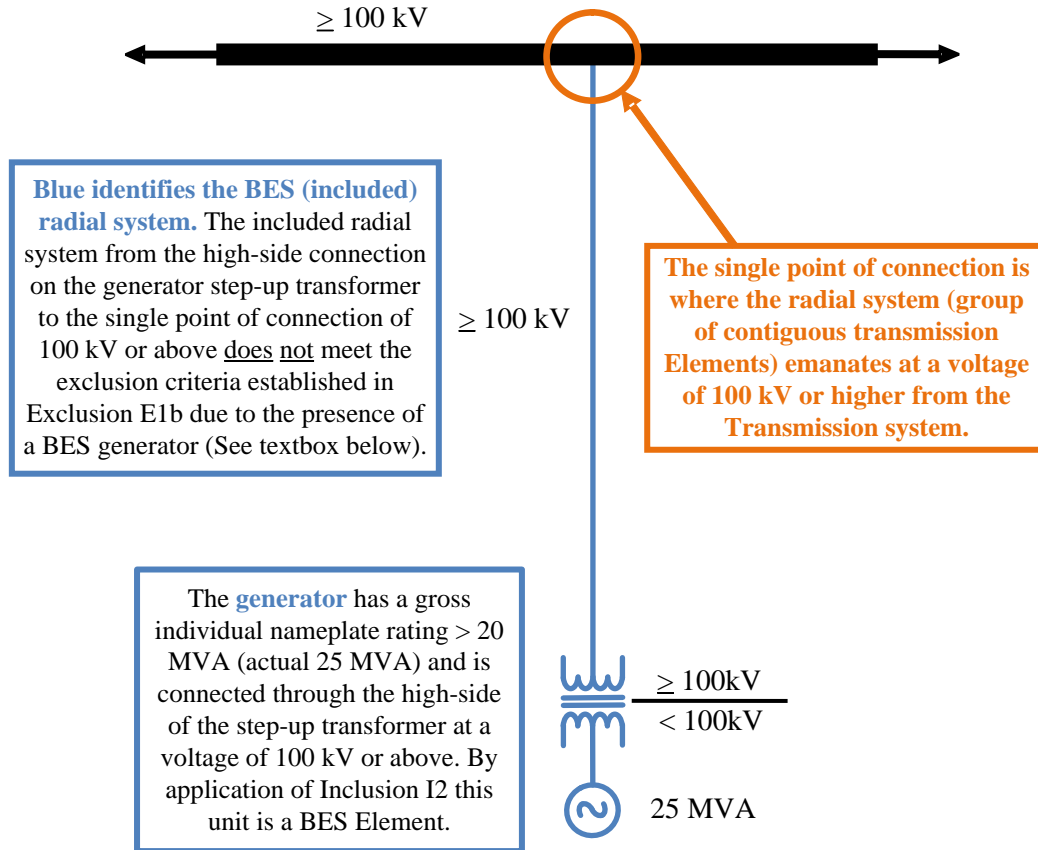 ≥ 100 kV
Blue identifies the BES (included)
radial system. The included radial
system from the high-side connection
on the generator step-up transformer
to the single point of connection of
100 kV or above does not meet the
exclusion criteria established in
Exclusion E1b due to the presence of
a BES generator (See textbox below).
≥ 100 kV
The single point of connection is
where the radial system (group
of contiguous transmission
Elements) emanates at a voltage
of 100 kV or higher from the
Transmission system.
The generator has a gross
individual nameplate rating > 20
MVA (actual 25 MVA) and is
connected through the high-side
of the step-up transformer at a
voltage of 100 kV or above. By
application of Inclusion I2 this
unit is a BES Element.
≥ 100kV
< 100kV
25 MVA